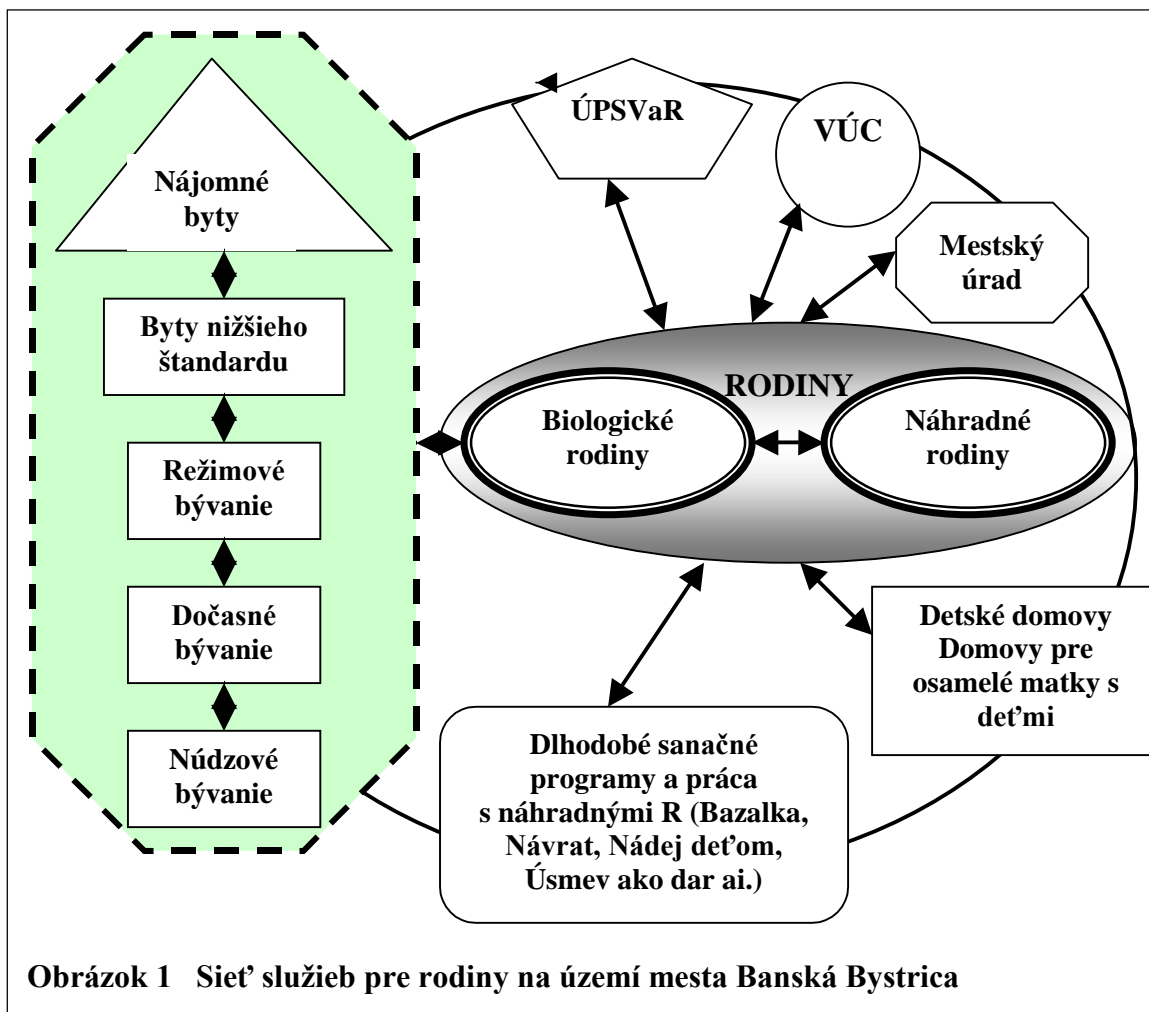 Nájomné
byty
Byty nižšieho
štandardu
Režimové
bývanie
Dočasné
bývanie
Núdzové
bývanie
ÚPSVaR
VÚC
Mestský
úrad
RODINY
Biologické
rodiny
Náhradné
rodiny
Detské domovy
Domovy pre
osamelé matky s
deťmi
Dlhodobé sanačné
programy a práca
s náhradnými R (Bazalka,
Návrat, Nádej deťom,
Úsmev ako dar ai.)
Obrázok 1 Sieť služieb pre rodiny na území mesta Banská Bystrica